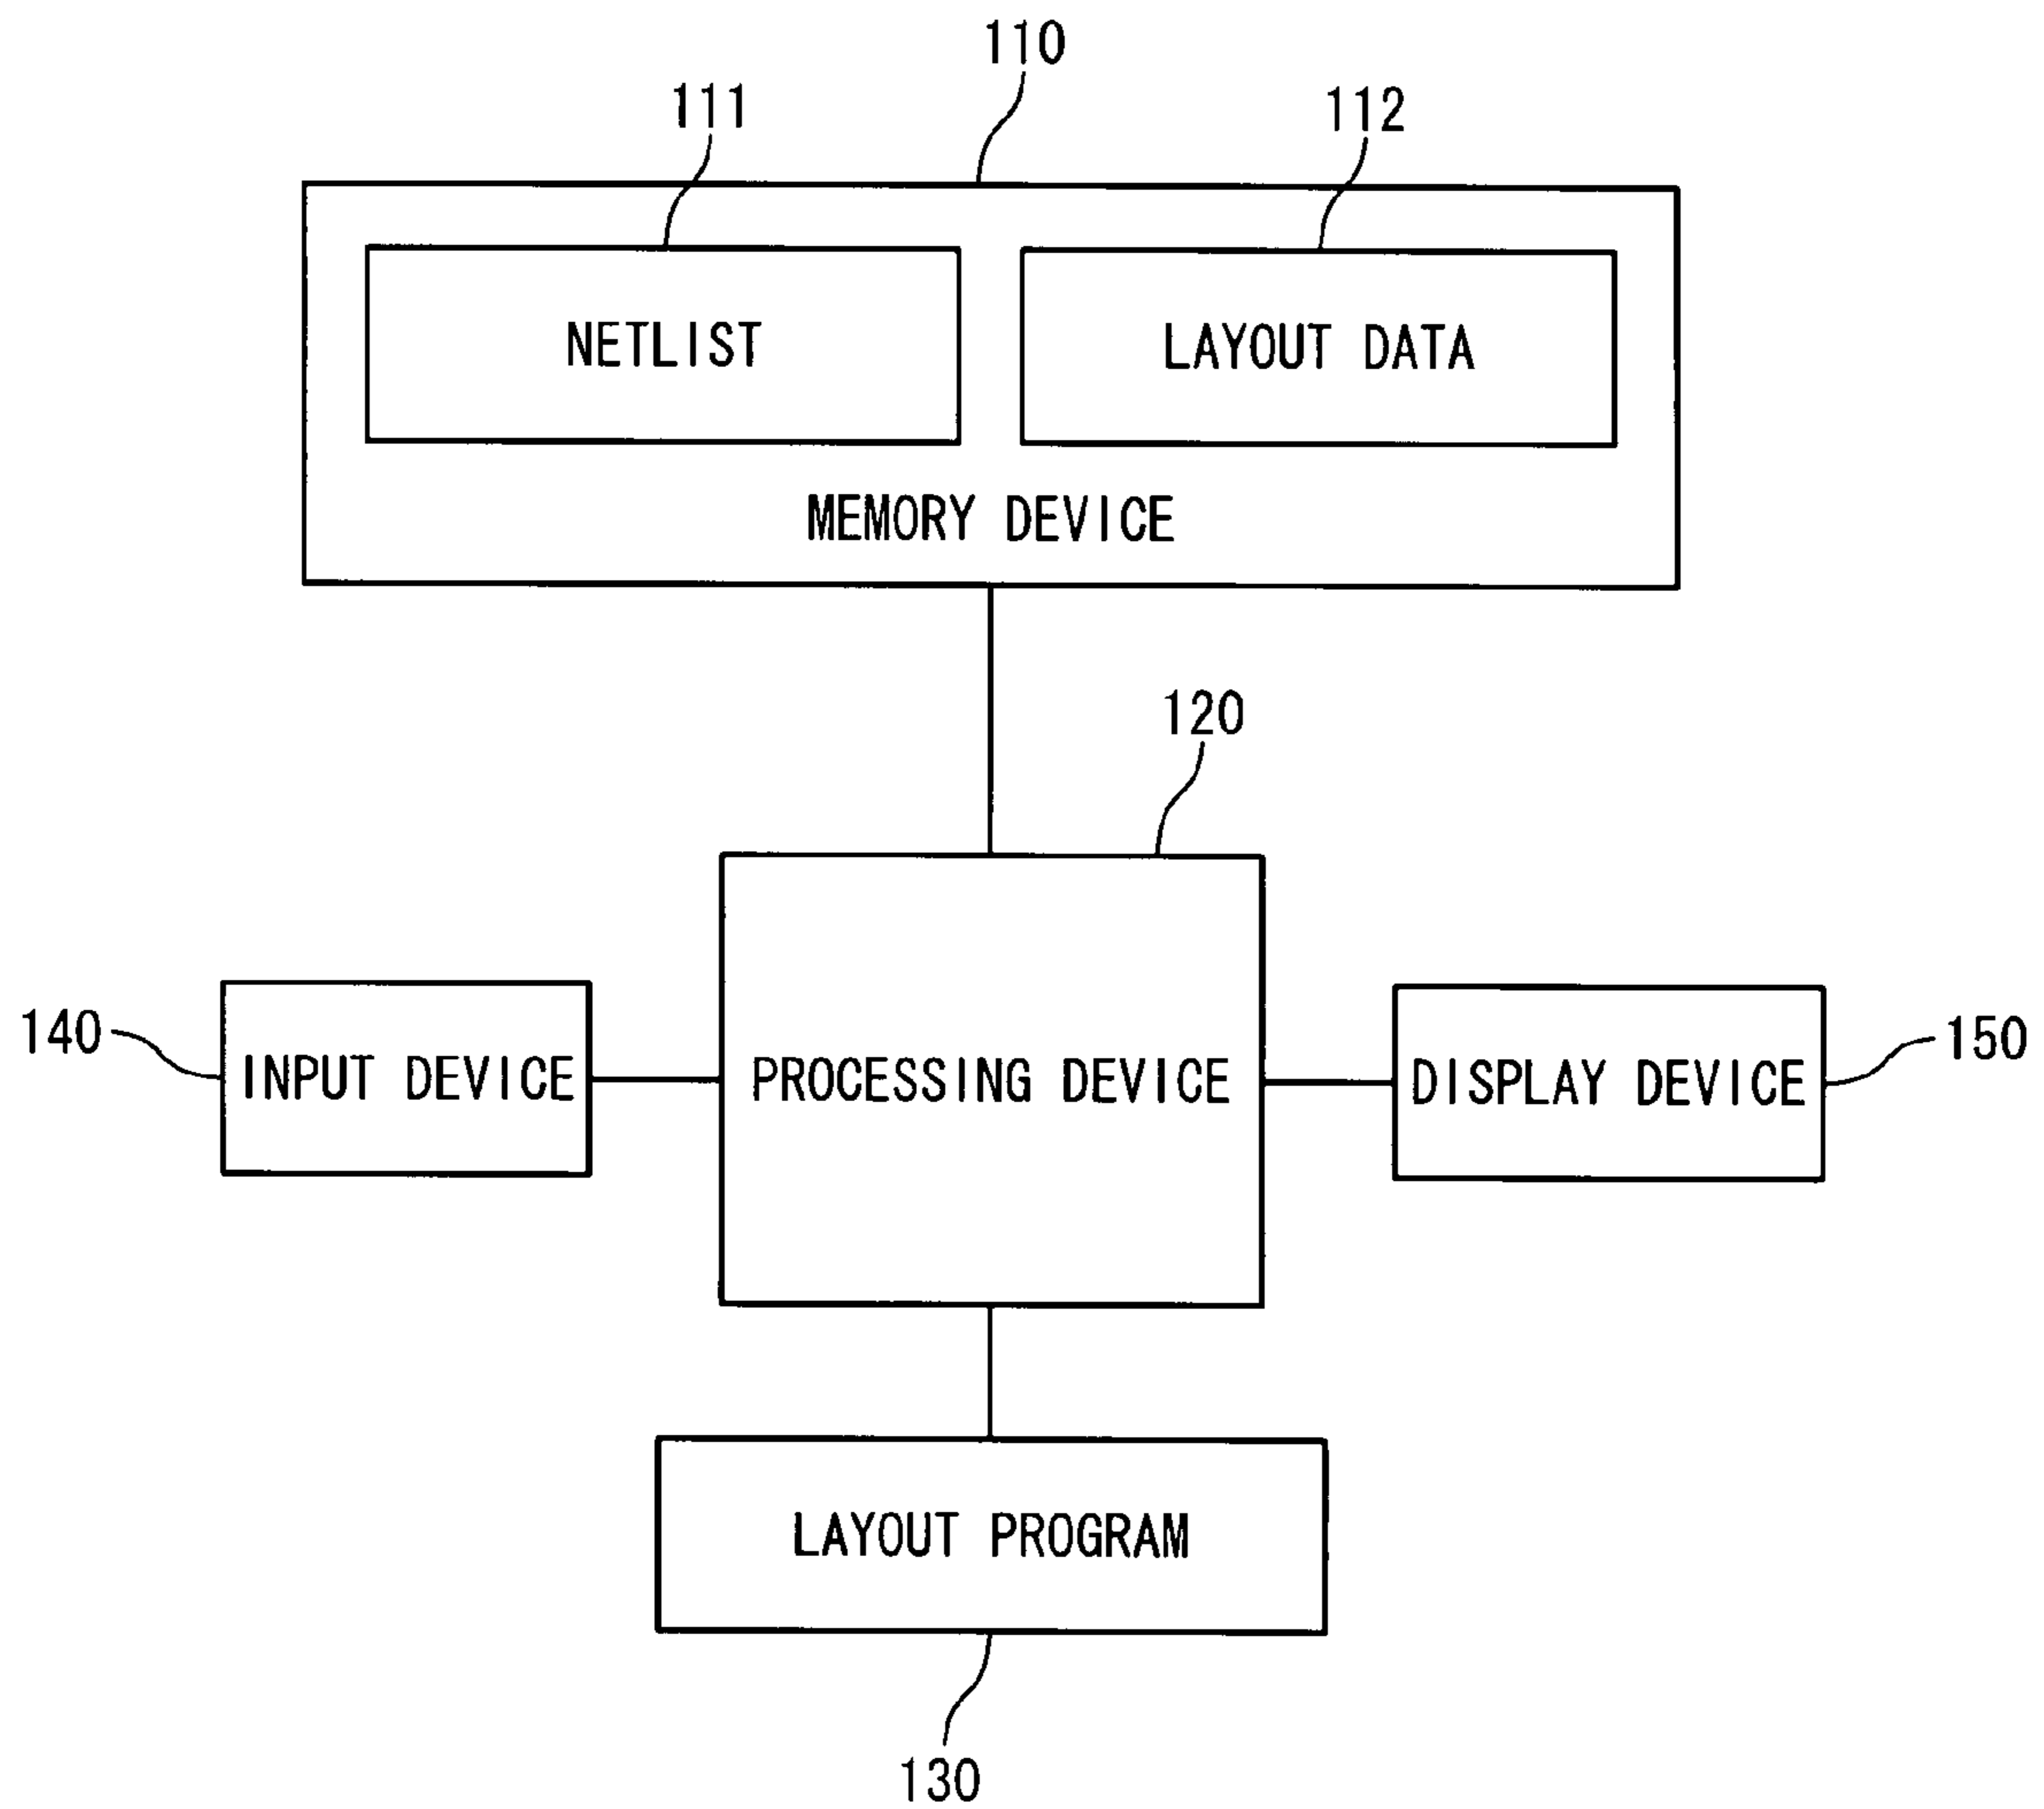 110
111
112
NETLIST
LAYOUT DATA
MEMORY DEVICE
120
140
INPUT DEVICE
PROCESSING DEVICE
DISPLAY DEVICE
150
LAYOUT PROGRAM
130